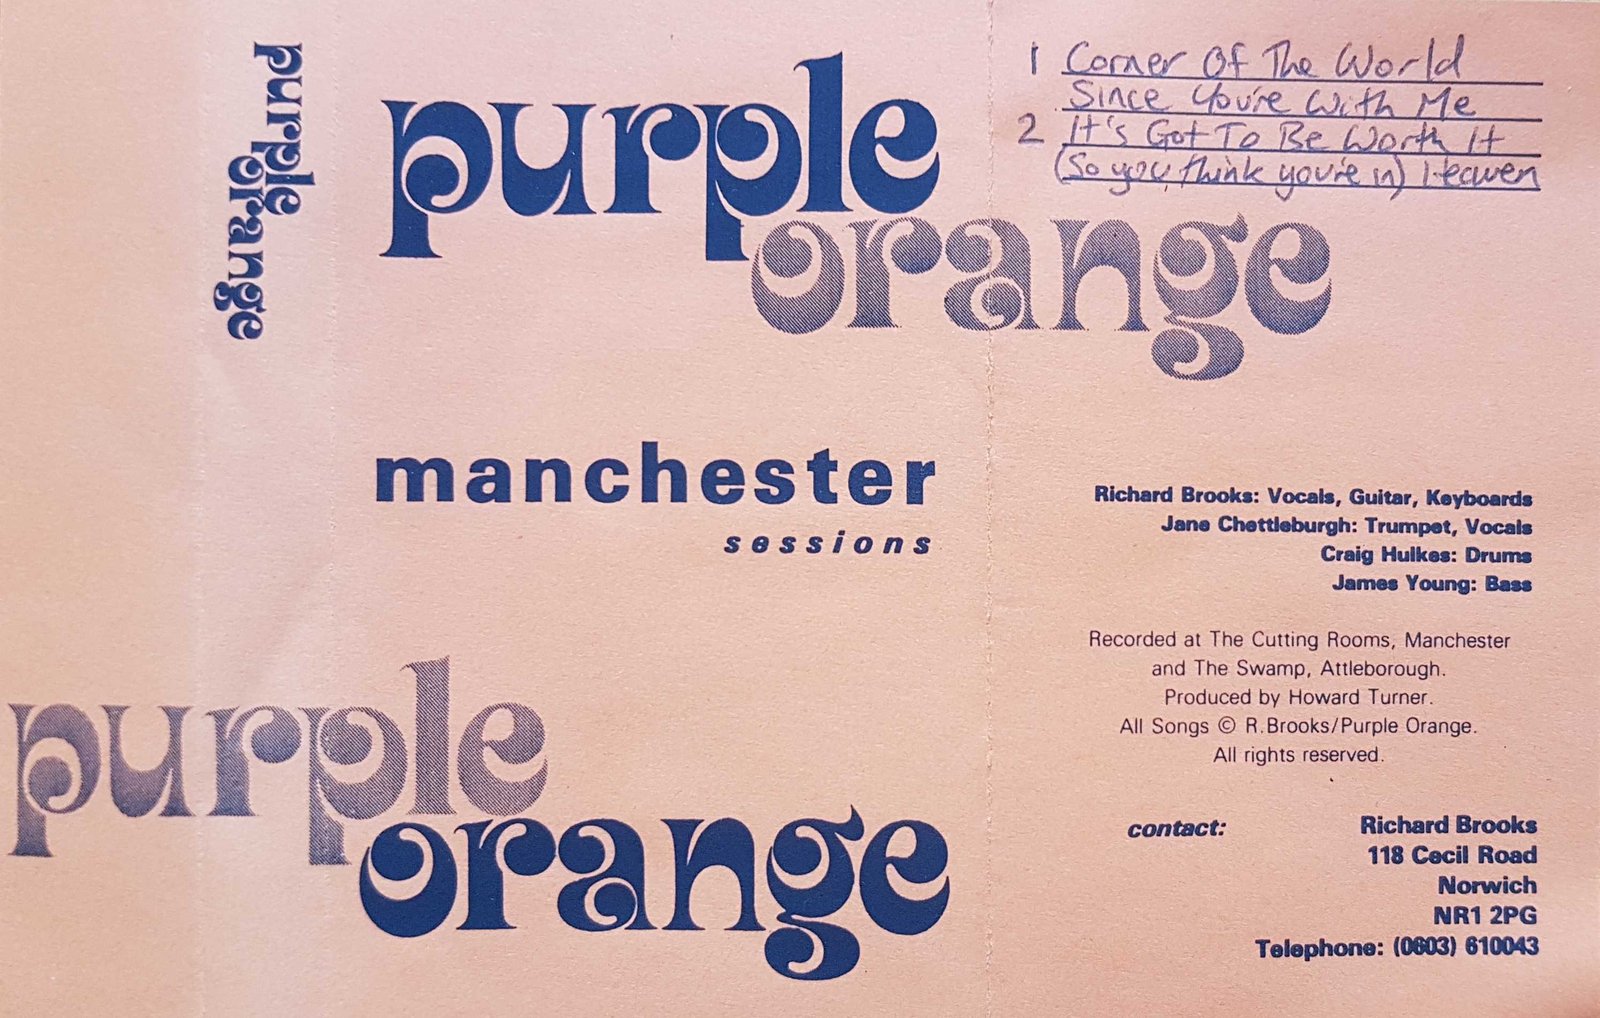 purple
orange
purple
orange
manchester
sessions
purple
orange
1 Corner Of The World
Since You're With Me
2 It's Got To Be Worth It
(So you think you're in) Heaven
Richard Brooks: Vocals, Guitar, Keyboards
Jane Chettleburgh: Trumpet, Vocals
Craig Hulkes: Drums
James Young: Bass
Recorded at The Cutting Rooms, Manchester
and The Swamp, Attleborough.
Produced by Howard Turner.
All Songs © R.Brooks/Purple Orange.
All rights reserved.
contact: Richard Brooks
118 Cecil Road
Norwich
NR1 2PG
Telephone: (0603) 610043